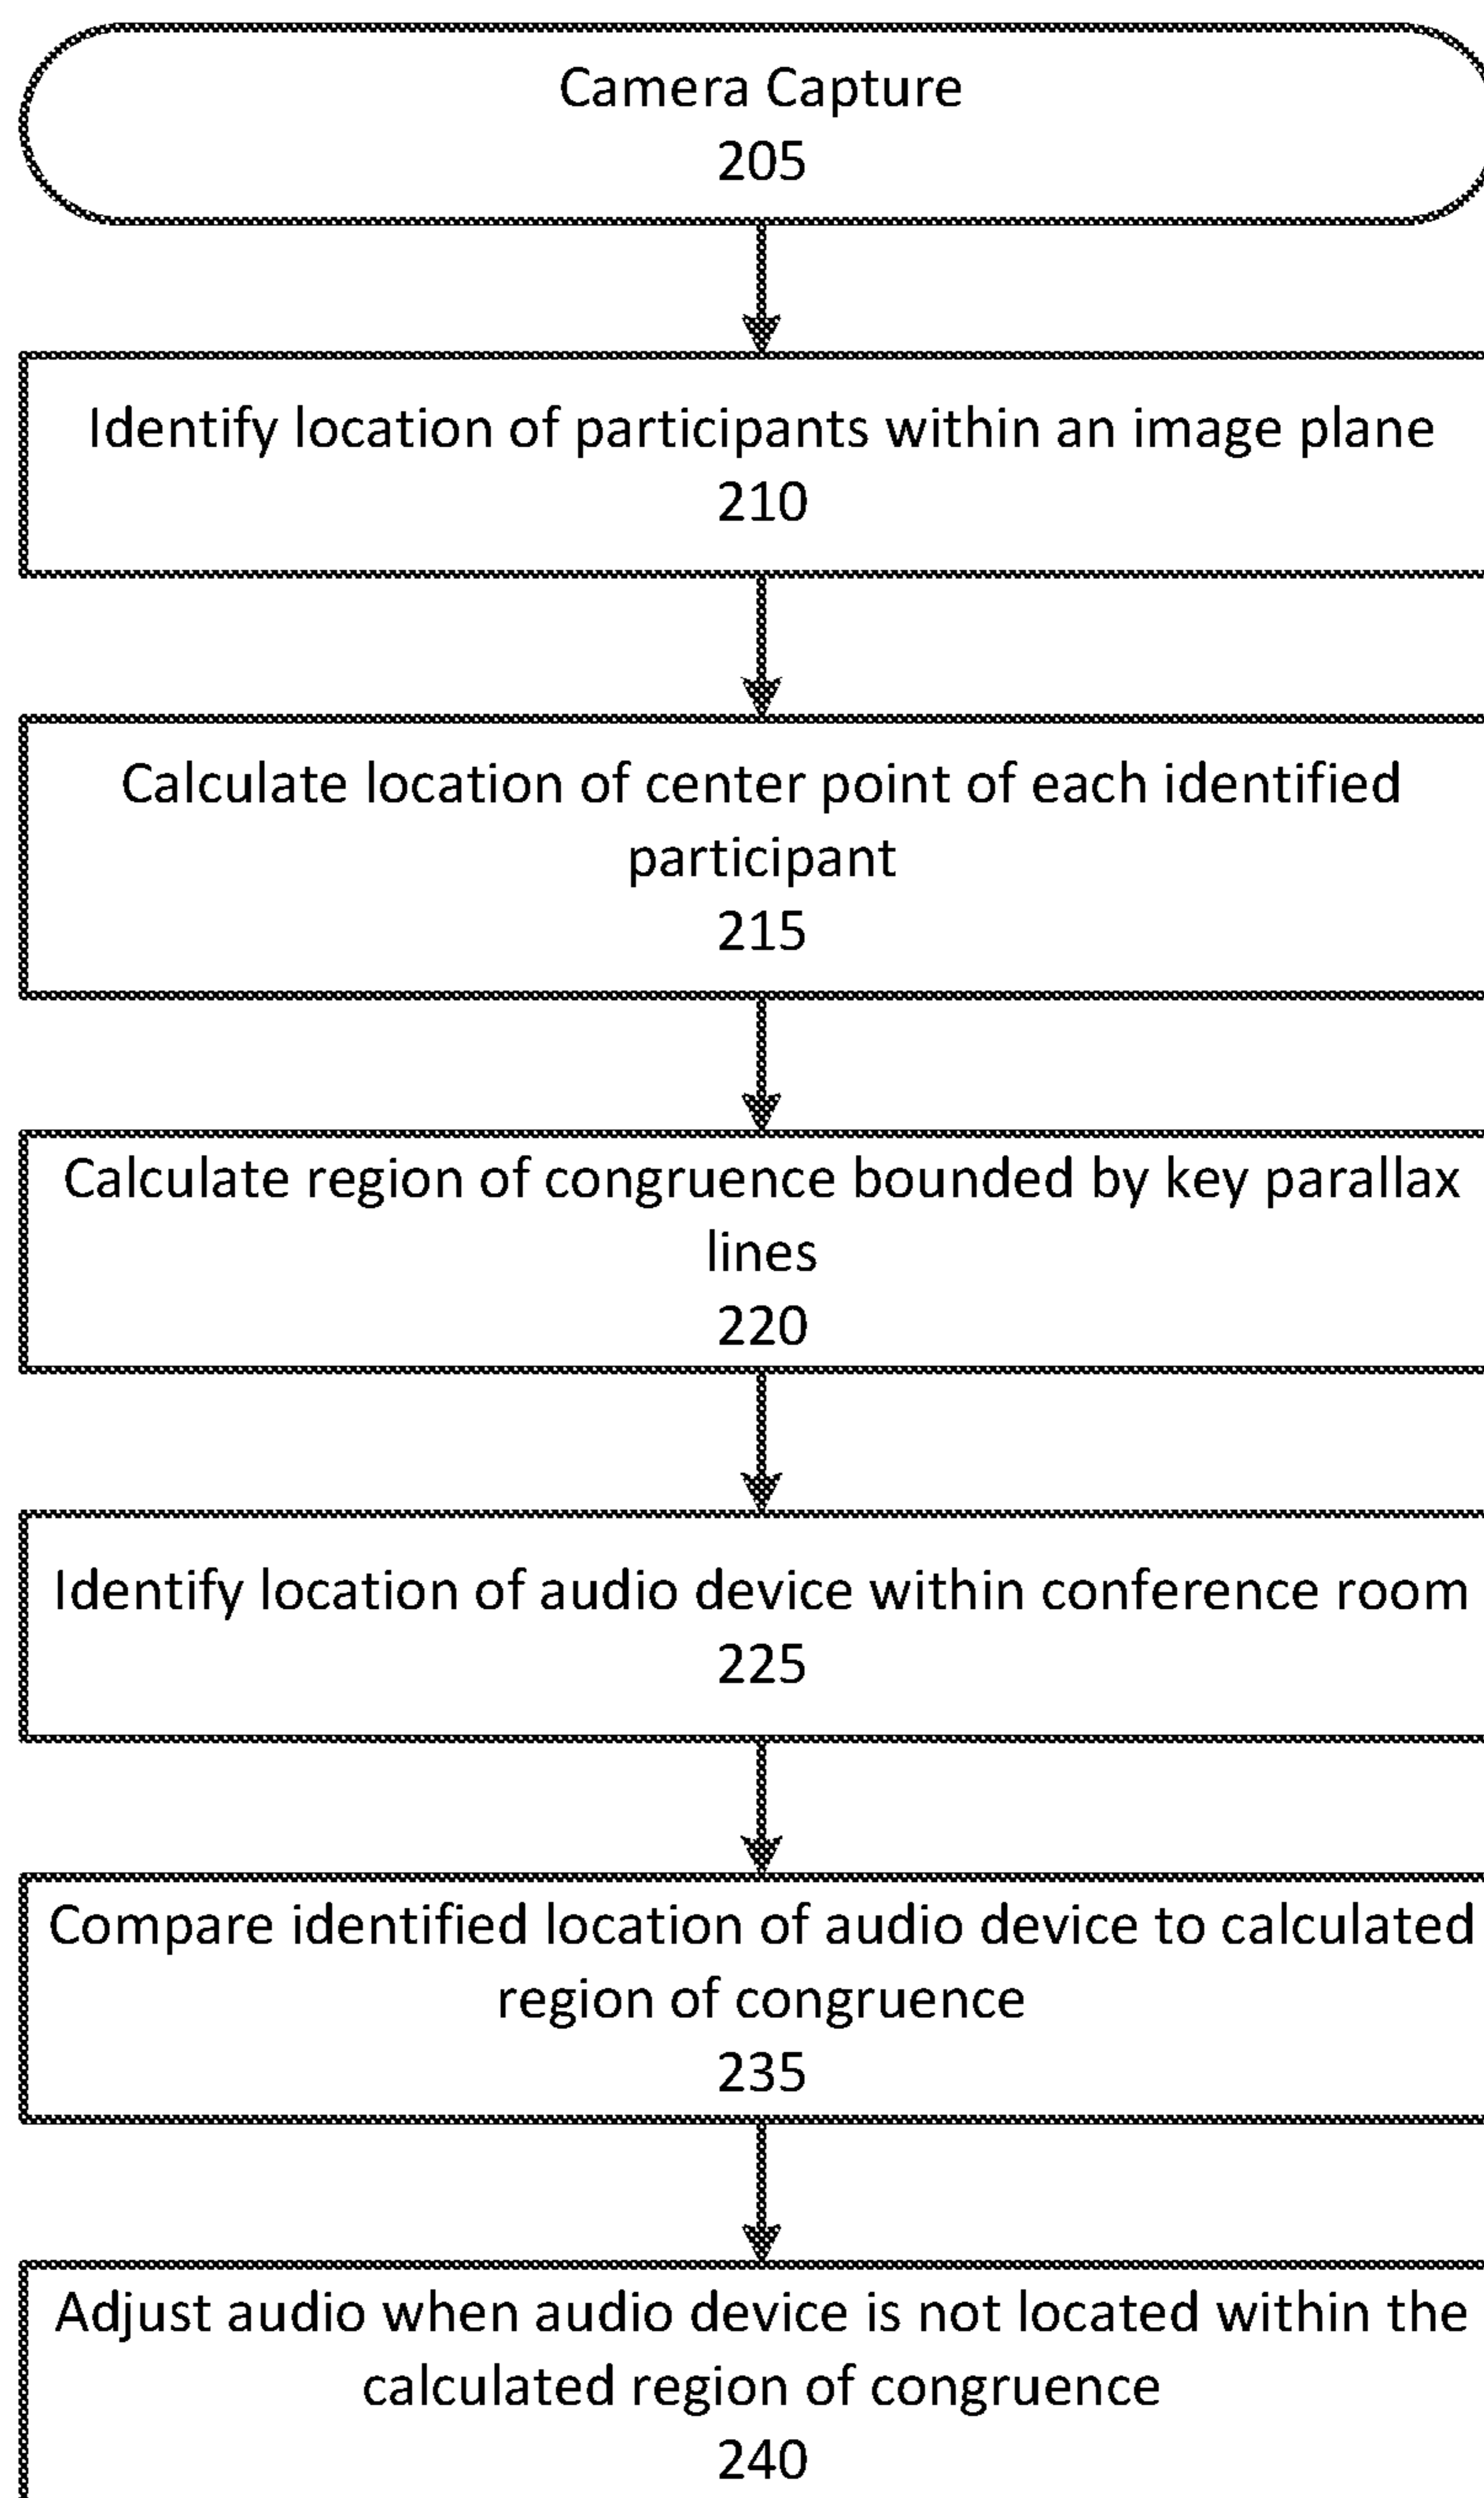 Camera Capture
205
Identify location of participants within an image plane
210
Calculate location of center point of each identified
participant
215
Calculate region of congruence bounded by key parallax
lines
220
Identify location of audio device within conference room
225
Compare identified location of audio device to calculated
region of congruence
235
Adjust audio when audio device is not located within the
calculated region of congruence
240